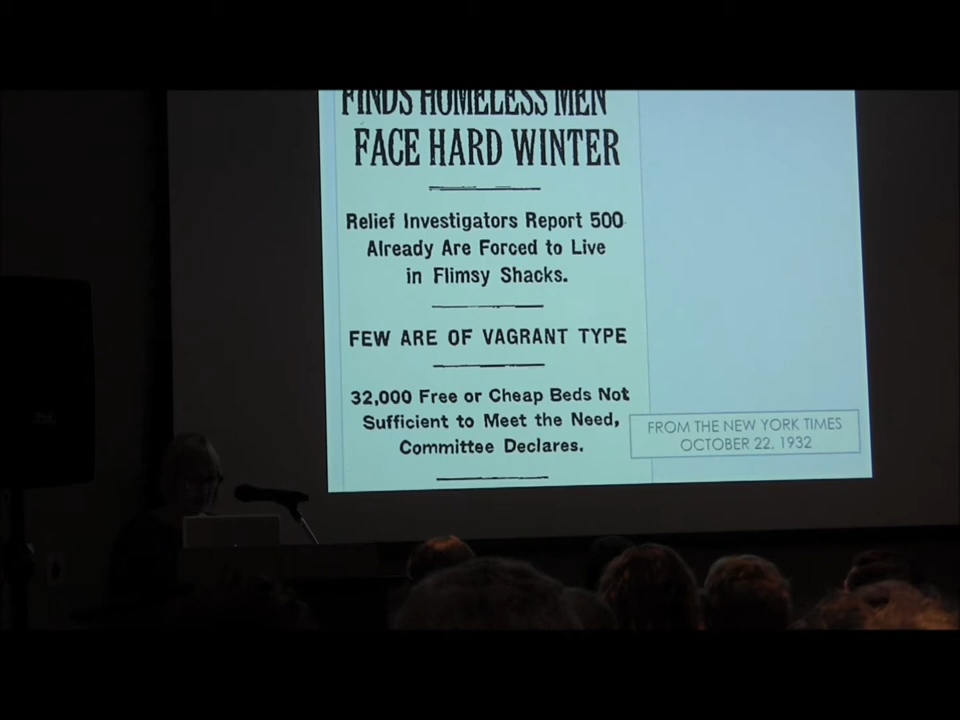 FINDS HOMELESS MEN
FACE HARD WINTER
Relief Investigators Report 500
Already Are Forced to Live
in Flimsy Shacks.
FEW ARE OF VAGRANT TYPE
32,000 Free or Cheap Beds Not
Sufficient to Meet the Need,
Committee Declares.
FROM THE NEW YORK TIMES
OCTOBER 22, 1932